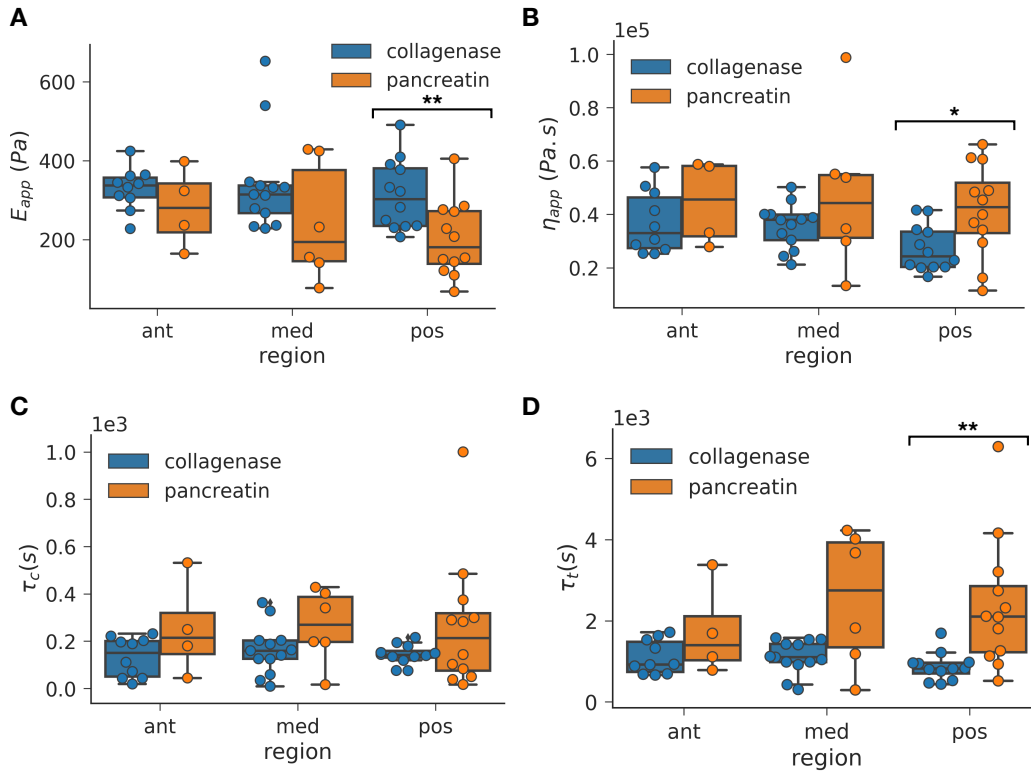 A
E_app (Pa)
600
400
200
collagenase
pancreatin
**
ant
med
pos
region
B
1e5
η_app (Pa. s)
1.0
0.8
0.6
0.4
0.2
collagenase
pancreatin
*
ant
med
pos
region
C
1e3
τ_c(s)
1.0
0.8
0.6
0.4
0.2
0.0
collagenase
pancreatin
ant
med
pos
region
D
1e3
τ_t(s)
6
4
2
0
collagenase
pancreatin
**
ant
med
pos
region